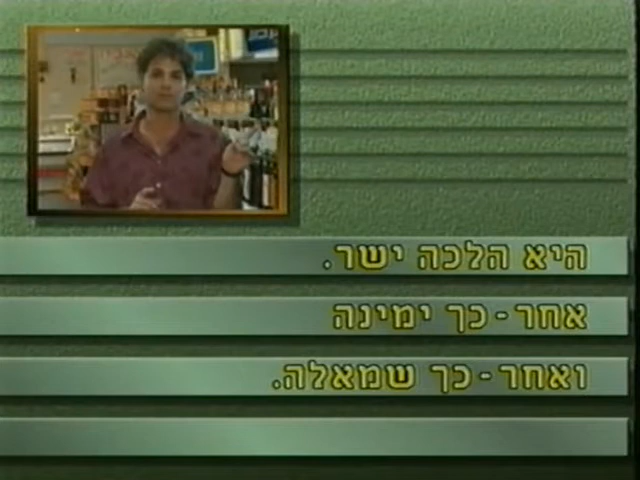 היא הלכה ישר.
אחר-כך ימינה
ואחר-כך שמאלה.